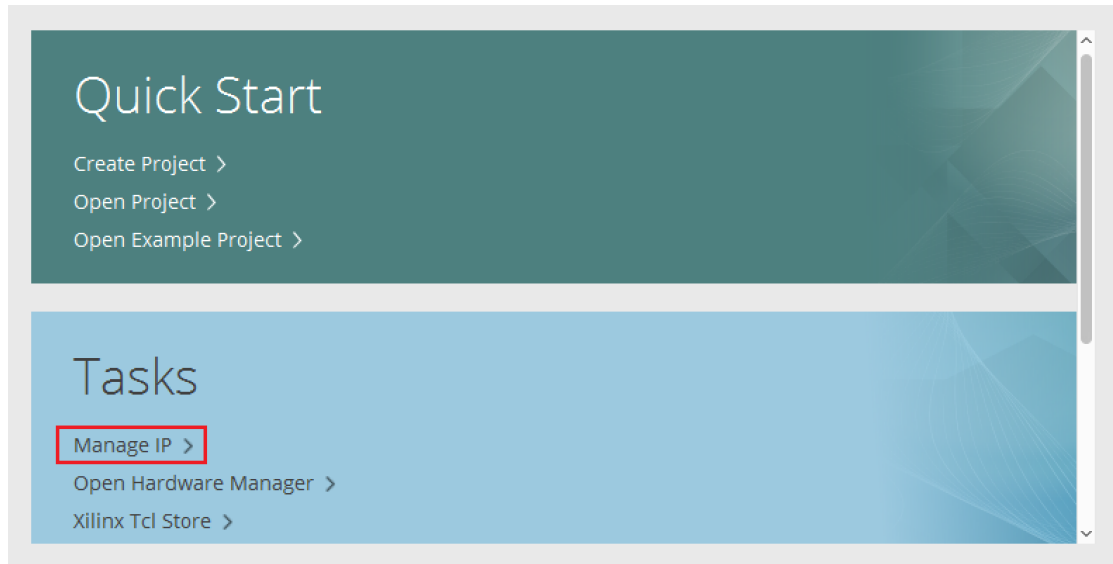 Quick Start
Create Project
Open Project
Open Example Project
Tasks
Manage IP
Open Hardware Manager
Xilinx Tcl Store